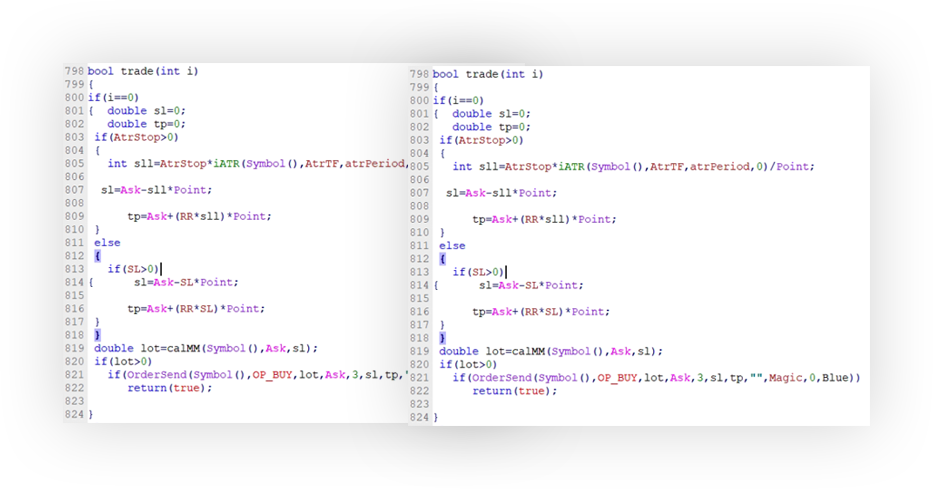 798 bool trade(int i)
799 {
800 if(i==0)
801 {  double sl=0;
802    double tp=0;
803  if(AtrStop>0)
804  {
805    int sll=AtrStop*iATR(Symbol(),AtrTF,atrPeriod,
806
807   sl=Ask-sll*Point;
808
809       tp=Ask+(RR*sll)*Point;
810  }
811  else
812  {
813    if(SL>0)
814 {      sl=Ask-SL*Point;
815
816       tp=Ask+(RR*SL)*Point;
817  }
818  }
819  double lot=calMM(Symbol(),Ask,sl);
820  if(lot>0)
821    if(OrderSend(Symbol(),OP_BUY,lot,Ask,3,sl,tp,"
822       return(true);
823
824 }
798 bool trade(int i)
799 {
800 if(i==0)
801 {  double sl=0;
802    double tp=0;
803  if(AtrStop>0)
804  {
805    int sll=AtrStop*iATR(Symbol(),AtrTF,atrPeriod,0)/Point;
806
807   sl=Ask-sll*Point;
808
809       tp=Ask+(RR*sll)*Point;
810  }
811  else
812  {
813    if(SL>0)
814 {      sl=Ask-SL*Point;
815
816       tp=Ask+(RR*SL)*Point;
817  }
818  }
819  double lot=calMM(Symbol(),Ask,sl);
820  if(lot>0)
821    if(OrderSend(Symbol(),OP_BUY,lot,Ask,3,sl,tp,"",Magic,0,Blue))
822       return(true);
823
824 }